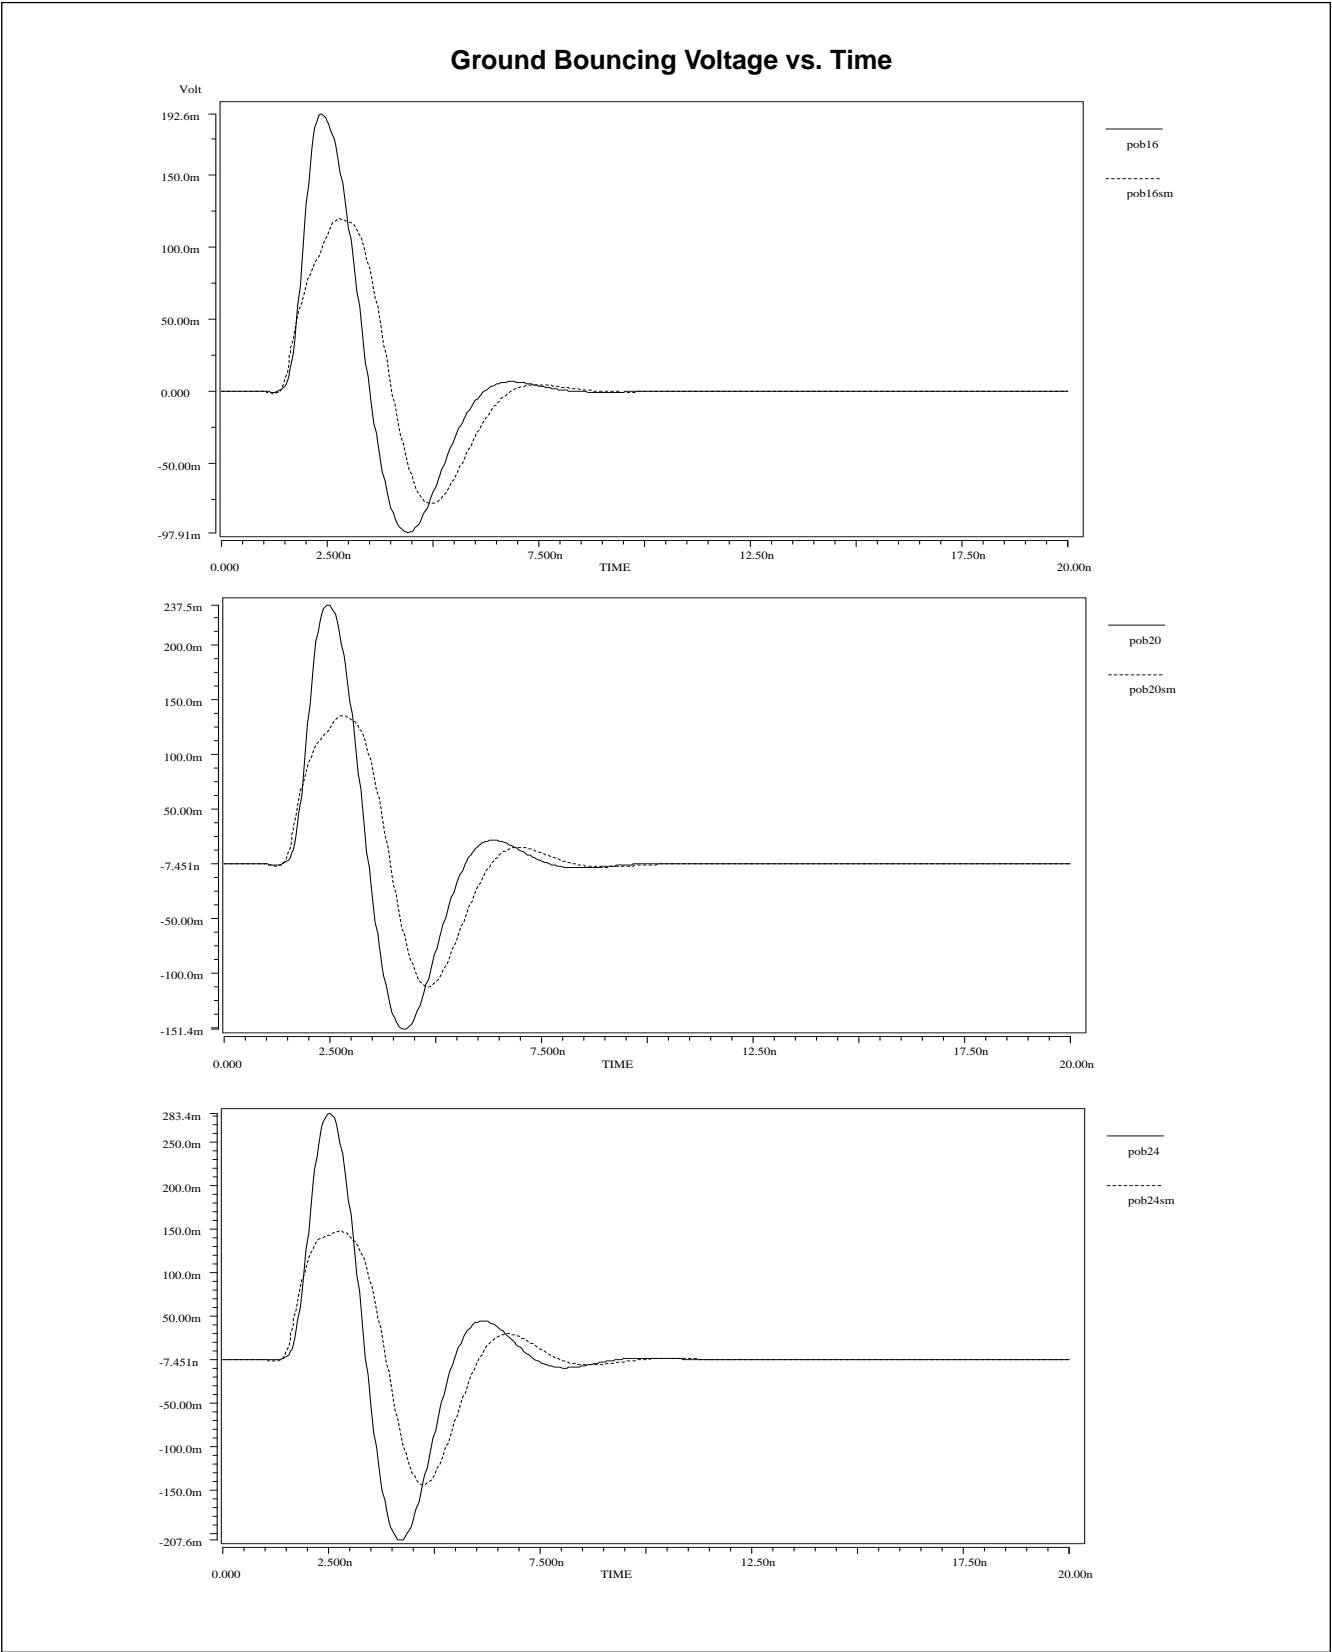 Ground Bouncing Voltage vs. Time
Volt
192.6m
150.0m
100.0m
50.00m
0.000
-50.00m
-97.91m
pob16
pob16sm
2.500n 7.500n 12.50n 17.50n
0.000 TIME 20.00n
237.5m
200.0m
150.0m
100.0m
50.00m
-7.451n
-50.00m
-100.0m
-151.4m
pob20
pob20sm
2.500n 7.500n 12.50n 17.50n
0.000 TIME 20.00n
283.4m
250.0m
200.0m
150.0m
100.0m
50.00m
-7.451n
-50.00m
-100.0m
-150.0m
-207.6m
pob24
pob24sm
2.500n 7.500n 12.50n 17.50n
0.000 TIME 20.00n